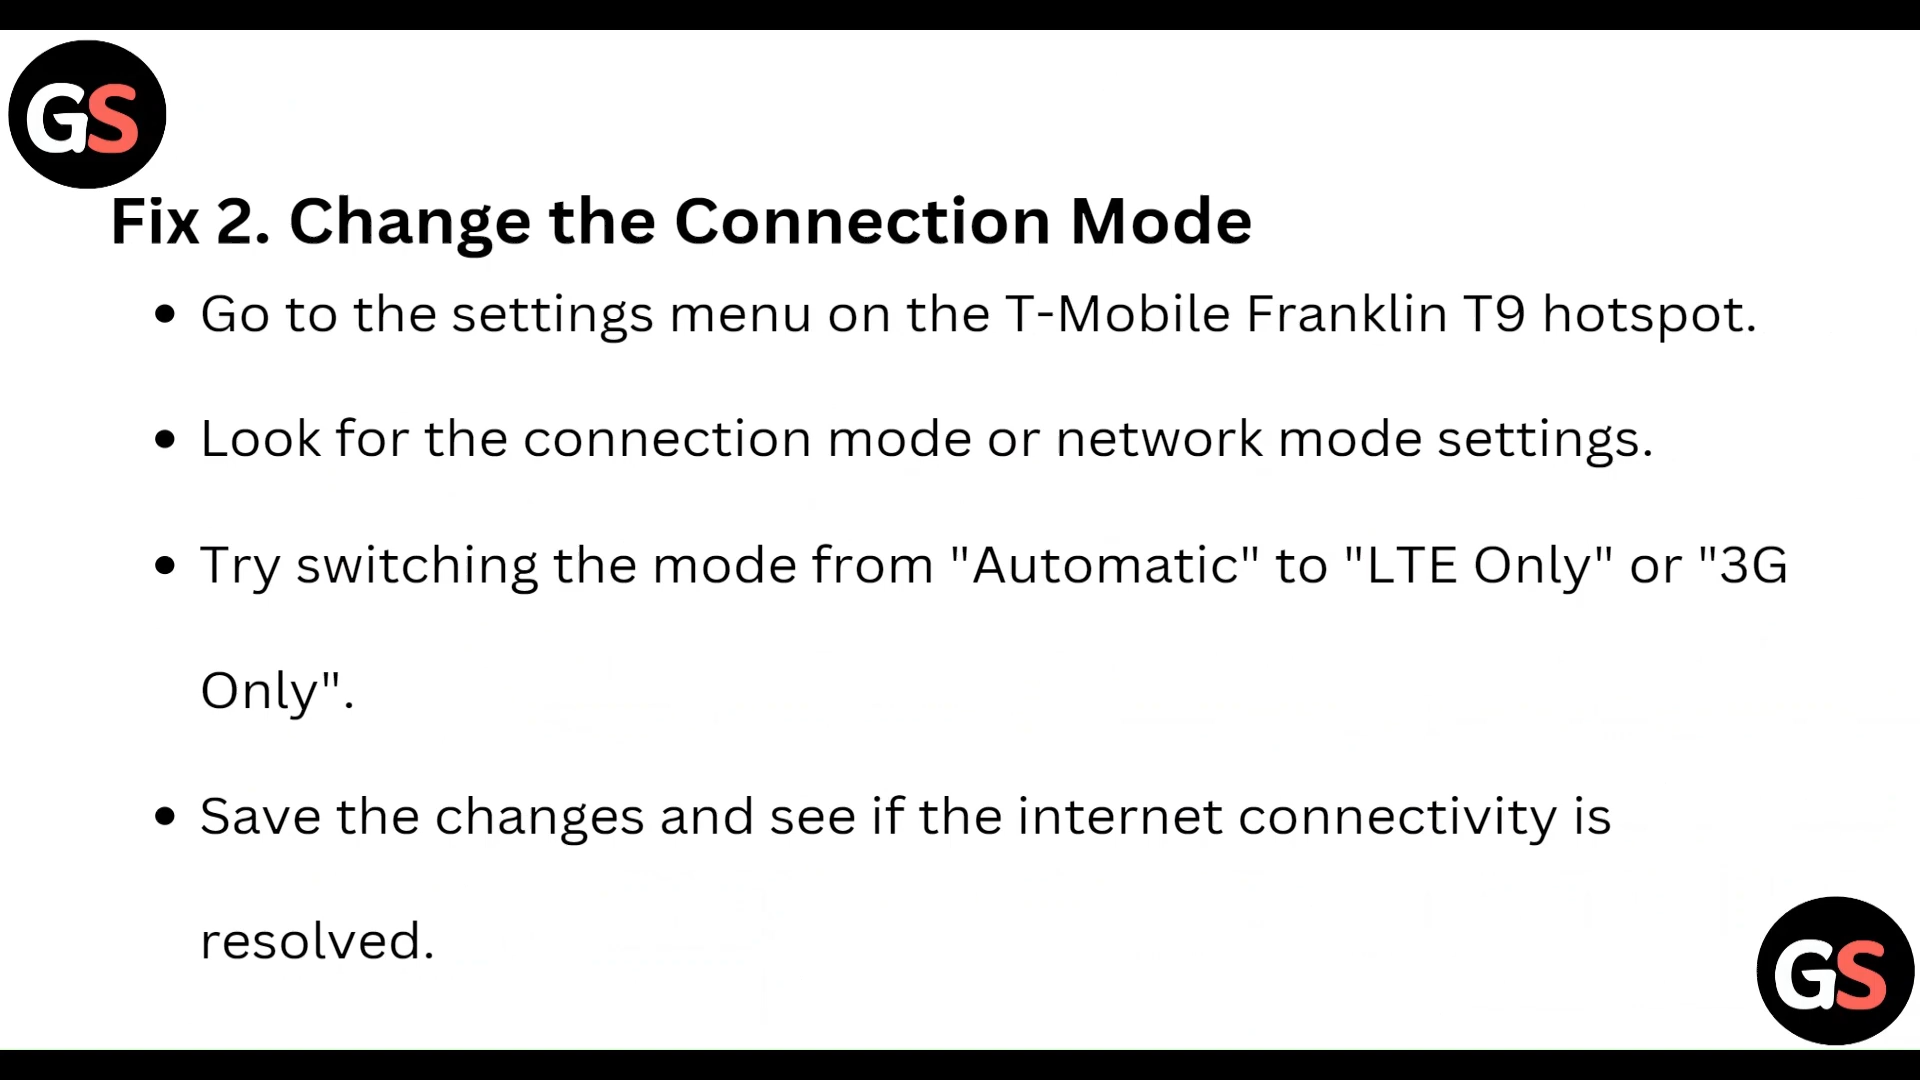 GS
Fix 2. Change the Connection Mode
• Go to the settings menu on the T-Mobile Franklin T9 hotspot.
• Look for the connection mode or network mode settings.
• Try switching the mode from "Automatic" to "LTE Only" or "3G
Only".
• Save the changes and see if the internet connectivity is
resolved.
GS